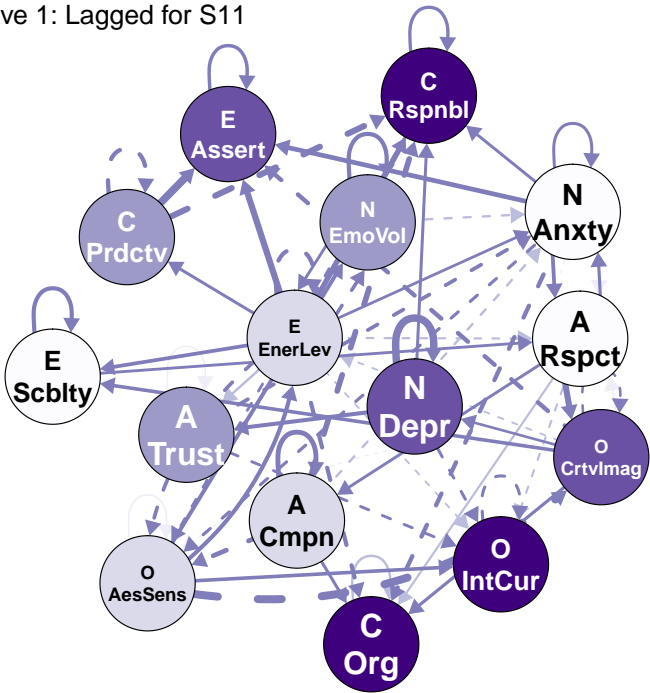 ve 1: Lagged for S11
C
Rspnbl
E
Assert
N
Anxty
N
EmoVol
C
Prdctv
E
EnerLev
A
Rspct
E
Scblty
N
Depr
A
Trust
O
CrtvImag
A
Cmpn
O
IntCur
O
AesSens
C
Org